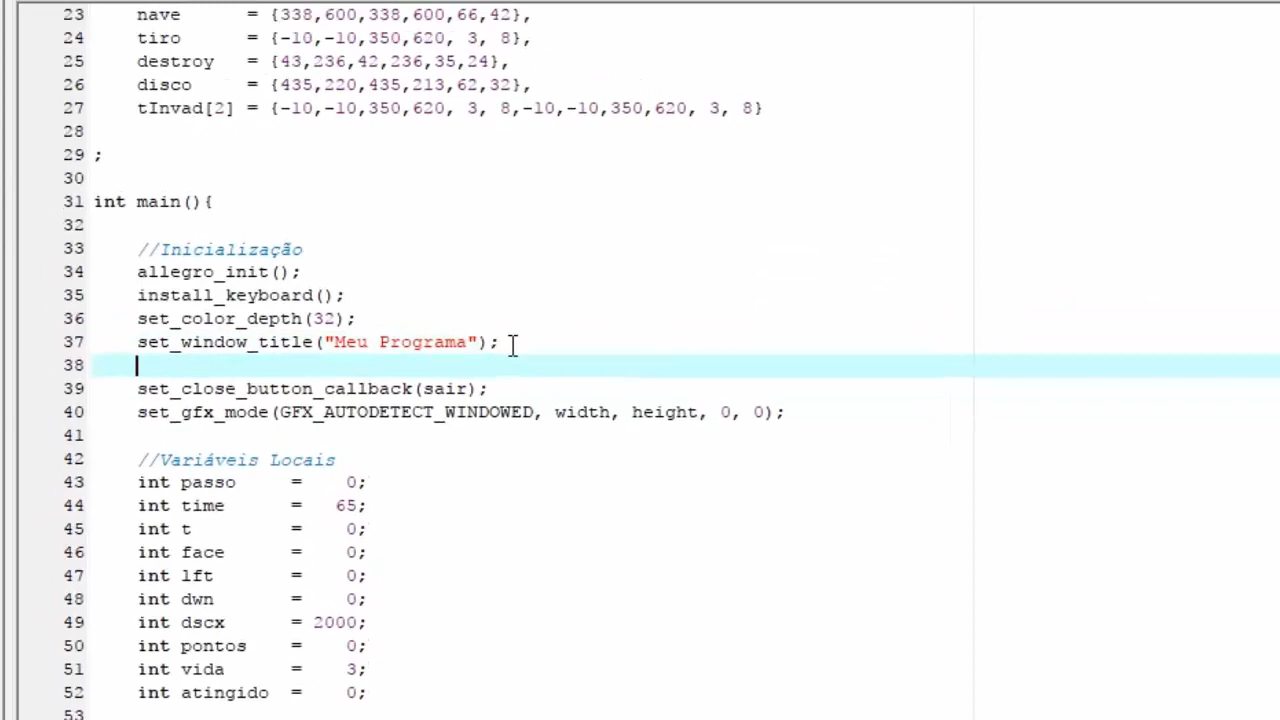 23 nave = {338,600,338,600,66,42},
24 tiro = {-10,-10,350,620, 3, 8},
25 destroy = {43,236,42,236,35,24},
26 disco = {435,220,435,213,62,32},
27 tInvad[2] = {-10,-10,350,620, 3, 8,-10,-10,350,620, 3, 8}
28
29 ;
30
31 int main(){
32
33 //Inicialização
34 allegro_init();
35 install_keyboard();
36 set_color_depth(32);
37 set_window_title("Meu Programa");
38
39 set_close_button_callback(sair);
40 set_gfx_mode(GFX_AUTODETECT_WINDOWED, width, height, 0, 0);
41
42 //Variáveis Locais
43 int passo = 0;
44 int time = 65;
45 int t = 0;
46 int face = 0;
47 int lft = 0;
48 int dwn = 0;
49 int dscx = 2000;
50 int pontos = 0;
51 int vida = 3;
52 int atingido = 0;
53